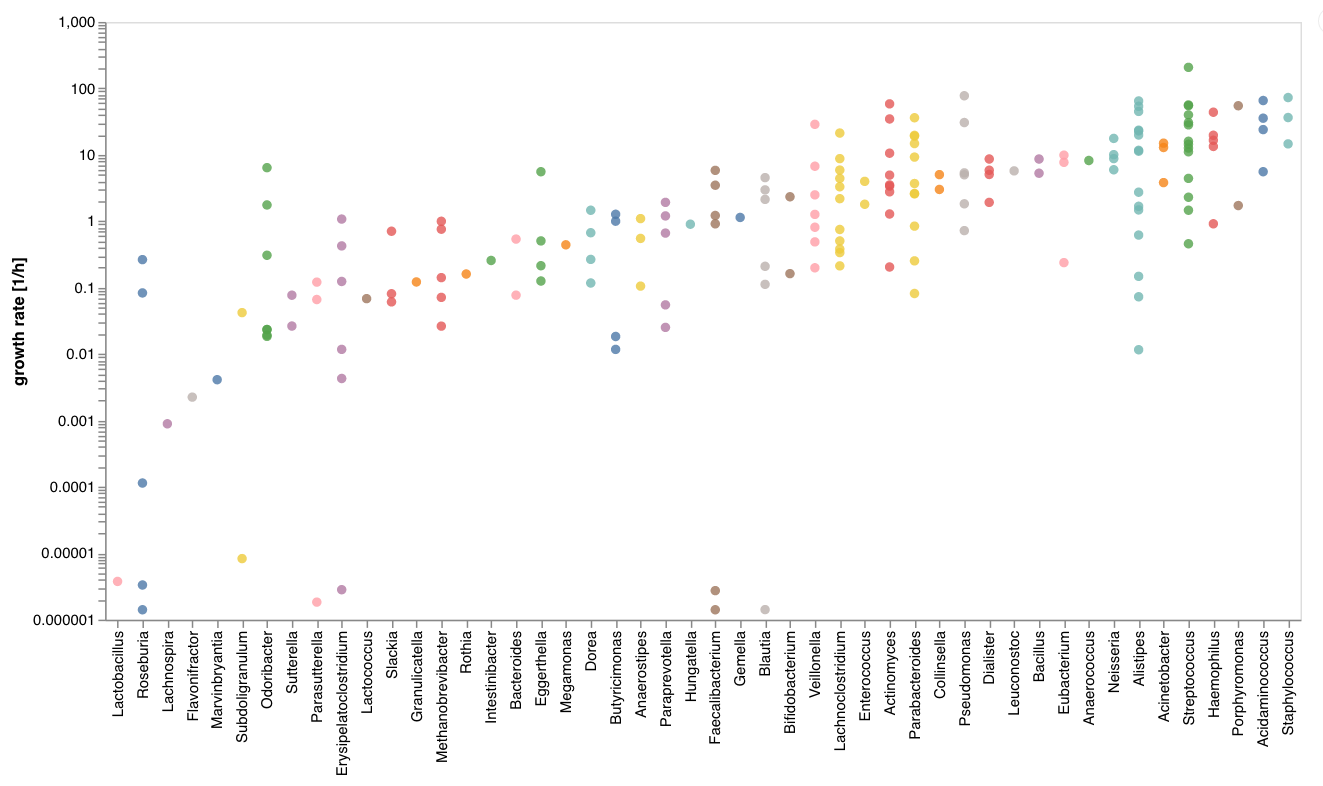 1,000
100
10
1
0.1
0.01
0.001
0.0001
0.00001
0.000001
growth rate [1/h]
Lactobacillus
Roseburia
Lachnospira
Flavonifractor
Marvinbryantia
Subdoligranulum
Odoribacter
Sutterella
Parasutterella
Erysipelatoclostridium
Lactococcus
Slackia
Granulicatella
Methanobrevibacter
Rothia
Intestinibacter
Bacteroides
Eggerthella
Megamonas
Dorea
Butyricimonas
Anaerostipes
Paraprevotella
Hungatella
Faecalibacterium
Gemella
Blautia
Bifidobacterium
Veillonella
Lachnoclostridium
Enterococcus
Actinomyces
Parabacteroides
Collinsella
Pseudomonas
Dialister
Leuconostoc
Bacillus
Eubacterium
Anaerococcus
Neisseria
Alistipes
Acinetobacter
Streptococcus
Haemophilus
Porphyromonas
Acidaminococcus
Staphylococcus